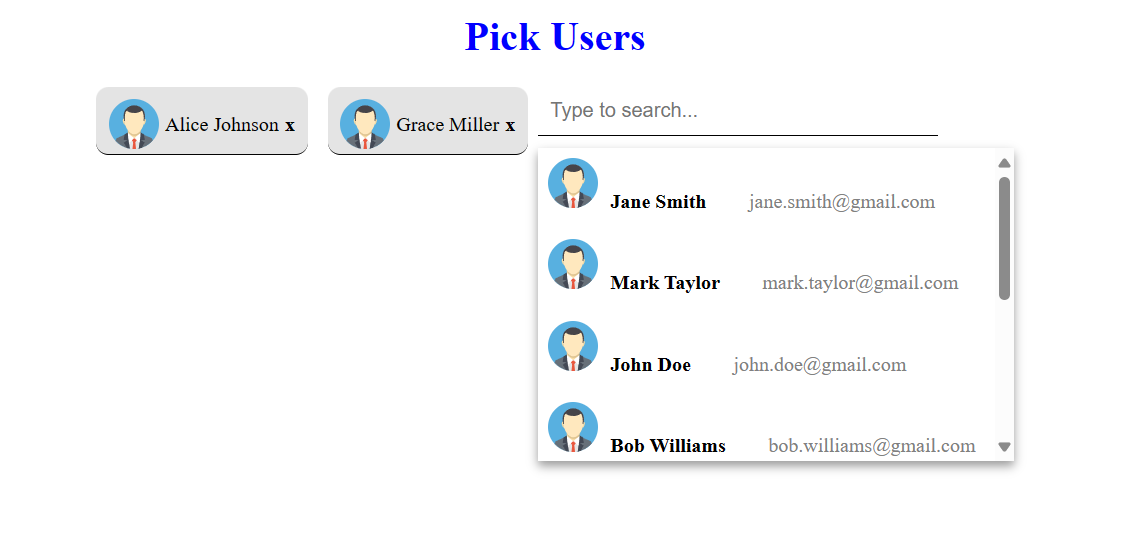 Pick Users
Alice Johnson x Grace Miller x Type to search...
Jane Smith jane.smith@gmail.com
Mark Taylor mark.taylor@gmail.com
John Doe john.doe@gmail.com
Bob Williams bob.williams@gmail.com